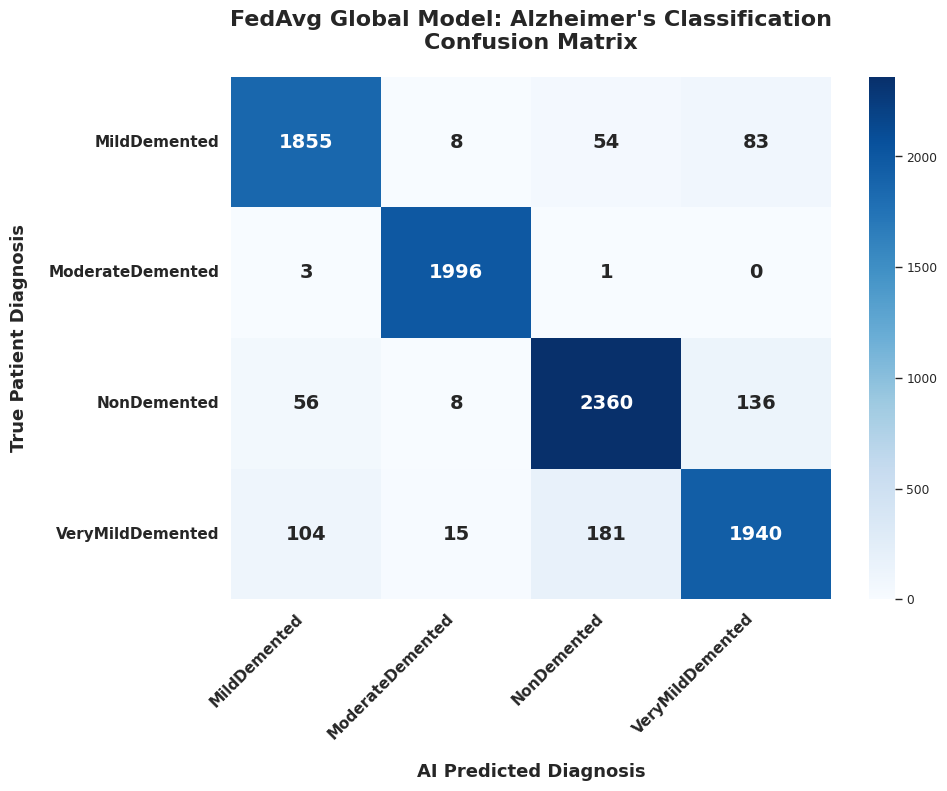 FedAvg Global Model: Alzheimer's Classification
Confusion Matrix
True Patient Diagnosis
MildDemented 1855 8 54 83
ModerateDemented 3 1996 1 0
NonDemented 56 8 2360 136
VeryMildDemented 104 15 181 1940
MildDemented ModerateDemented NonDemented VeryMildDemented
AI Predicted Diagnosis
2000
1500
1000
500
0